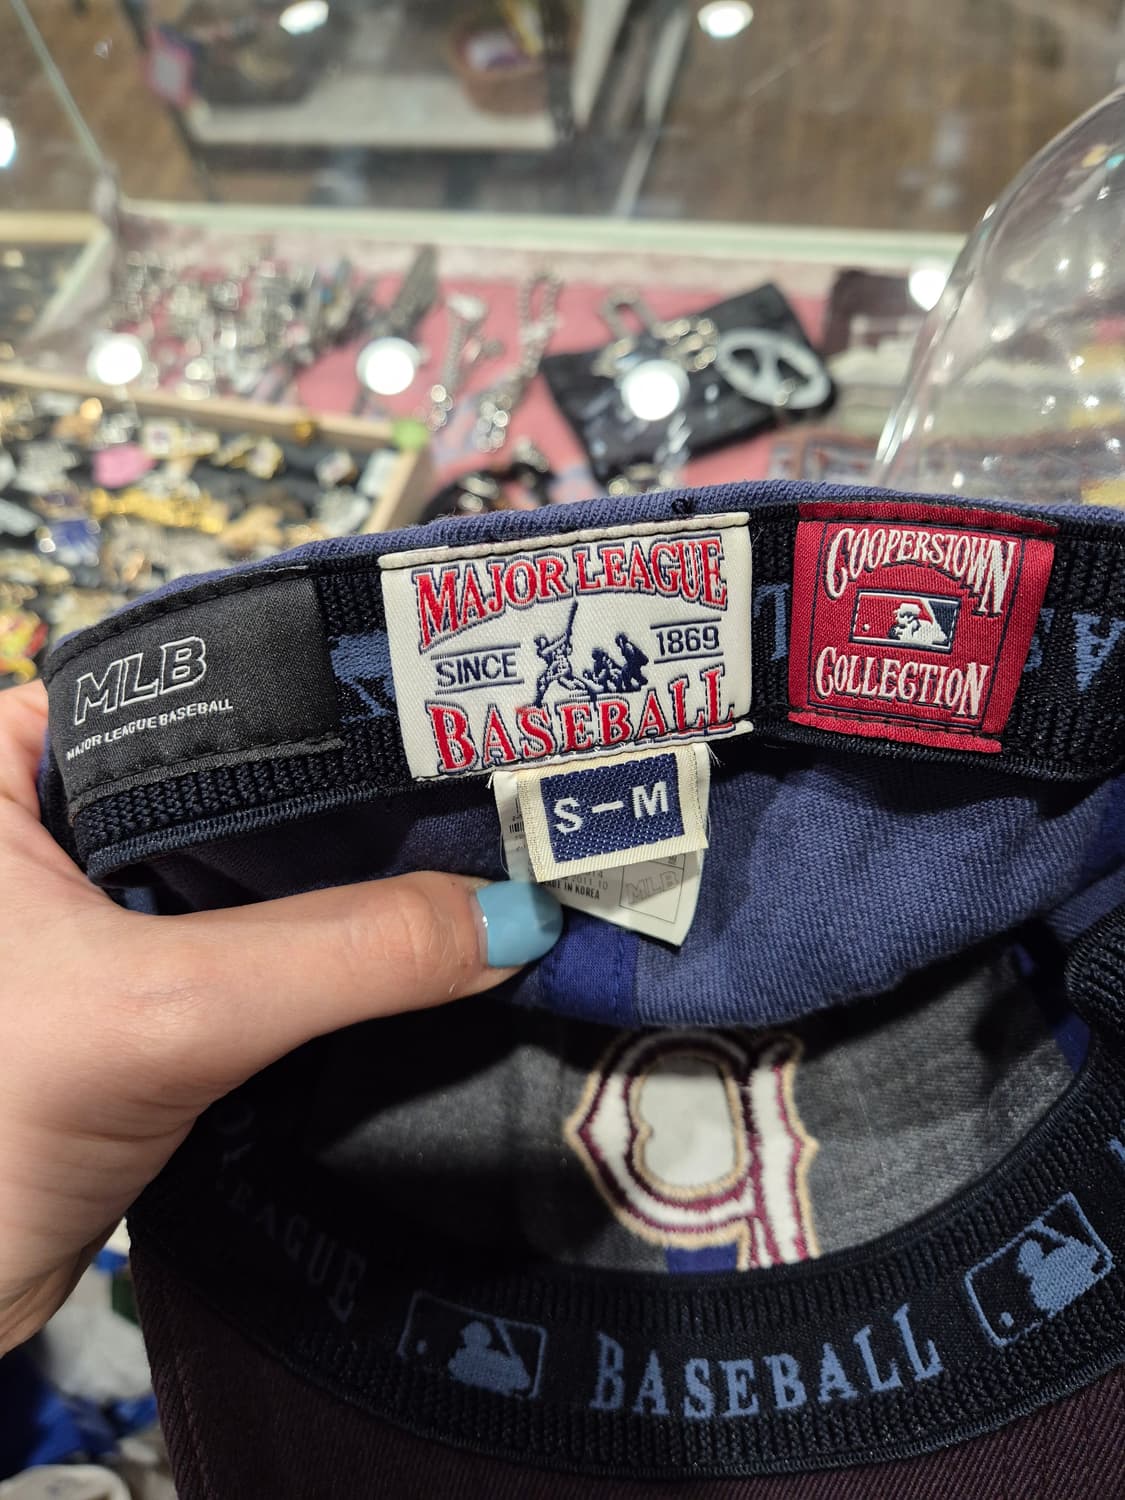 MLB
MAJOR LEAGUE BASEBALL
MAJOR LEAGUE
SINCE 1869
BASEBALL
COOPERSTOWN
COLLECTION
S-M
MADE IN KOREA
MLB
LEAGUE
BASEBALL